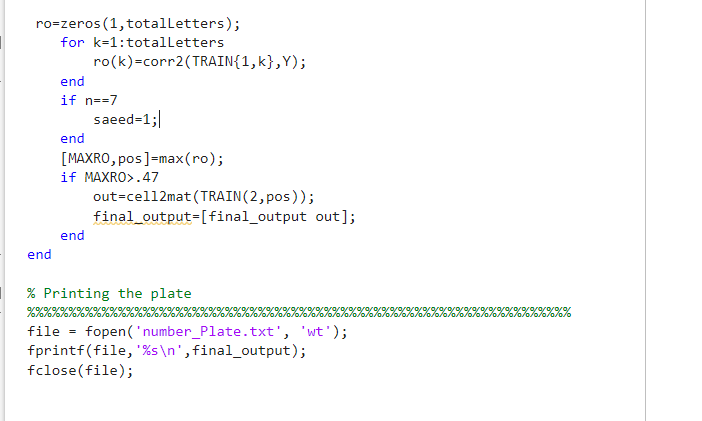 ro=zeros(1,totalLetters);
for k=1:totalLetters
ro(k)=corr2(TRAIN{1,k},Y);
end
if n==7
saeed=1;
end
[MAXRO,pos]=max(ro);
if MAXRO>.47
out=cell2mat(TRAIN(2,pos));
final_output=[final_output out];
end
end
% Printing the plate
%%%%%%%%%%%%%%%%%%%%%%%%%%%%%%%%%%%%%%%%%%%%%%%%%%%%%%%%%%%%%%%%%%
file = fopen('number_Plate.txt', 'wt');
fprintf(file,'%s\n',final_output);
fclose(file);